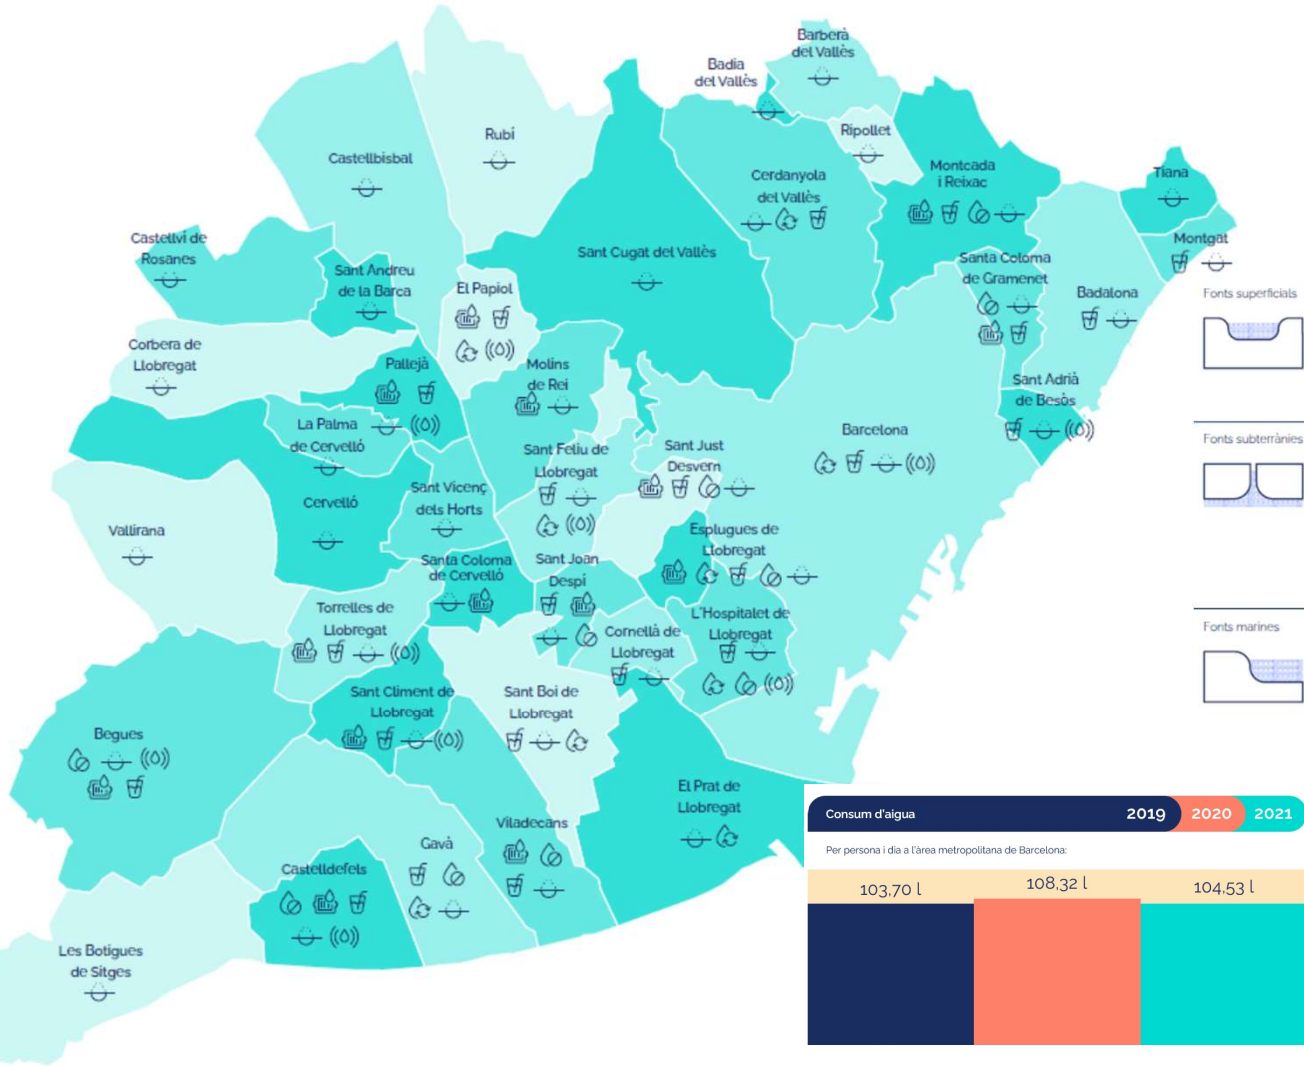 Barberà
del Vallès
Badia
del Vallès
Rubí
Ripollet
Castellbisbal
Montcada
i Reixac
Tiana
Cerdanyola
del Vallès
Castellví de
Rosanes
Montgat
Sant Cugat del Vallès
Santa Coloma
de Gramenet
Sant Andreu
de la Barca
El Papiol
Badalona
Fonts superficials
Corbera de
Llobregat
Pallejà
Molins
de Rei
Sant Adrià
de Besòs
La Palma
de Cervelló
Barcelona
Fonts subterrànies
Sant Feliu de
Llobregat
Sant Just
Desvern
Sant Vicenç
dels Horts
Cervelló
Vallirana
Esplugues de
Llobregat
Santa Coloma
de Cervelló
Sant Joan
Despí
Torrelles de
Llobregat
L'Hospitalet de
Llobregat
Cornellà de
Llobregat
Fonts marines
Sant Climent de
Llobregat
Sant Boi de
Llobregat
Begues
El Prat de
Llobregat
Viladecans
Gavà
Castelldefels
Les Botigues
de Sitges
Consum d'aigua 2019 2020 2021
Per persona i dia a l'àrea metropolitana de Barcelona:
103,70 l 108,32 l 104,53 l